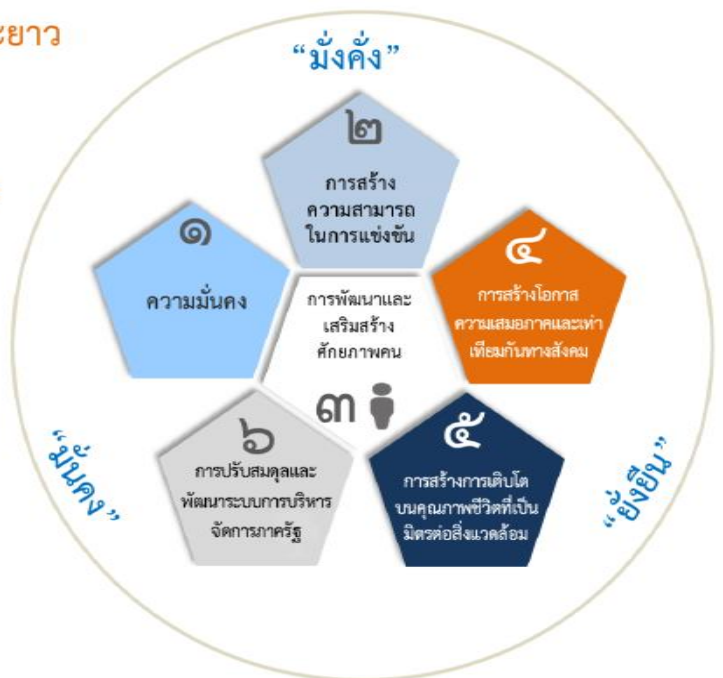 ะยาว
“มั่งคั่ง”
๒
การสร้าง
ความสามารถ
ในการแข่งขัน
๑
ความมั่นคง
๔
การสร้างโอกาส
ความเสมอภาคและเท่า
เทียมกันทางสังคม
การพัฒนาและ
เสริมสร้าง
ศักยภาพคน
๓
๖
การปรับสมดุลและ
พัฒนาระบบการบริหาร
จัดการภาครัฐ
๕
การสร้างการเติบโต
บนคุณภาพชีวิตที่เป็น
มิตรต่อสิ่งแวดล้อม
“มั่นคง”
“ยั่งยืน”